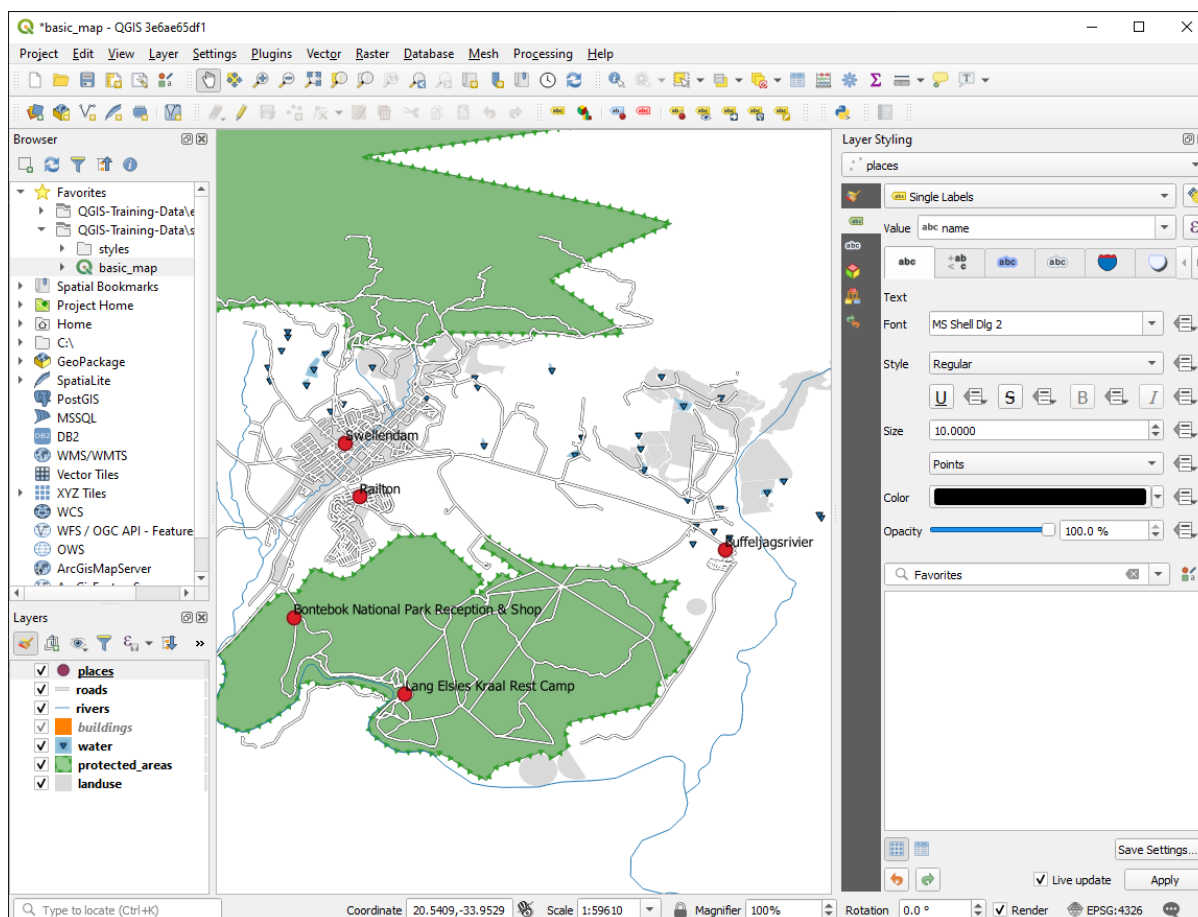 *basic_map - QGIS 3e6ae65df1
Project Edit View Layer Settings Plugins Vector Raster Database Mesh Processing Help
Browser
Favorites
QGIS-Training-Data\e
QGIS-Training-Data\s
styles
basic_map
Spatial Bookmarks
Project Home
Home
C:\
GeoPackage
SpatiaLite
PostGIS
MSSQL
DB2
WMS/WMTS
Vector Tiles
XYZ Tiles
WCS
WFS / OGC API - Feature
OWS
ArcGisMapServer
Layers
places
roads
rivers
buildings
water
protected_areas
landuse
Swellendam
Railton
Buffeljagsrivier
Bontebok National Park Reception & Shop
Lang Elsies Kraal Rest Camp
Layer Styling
places
abc Single Labels
Value abc name
abc +ab < c abc abc
Text
Font MS Shell Dlg 2
Style Regular
U S B I
Size 10.0000
Points
Color
Opacity 100.0 %
Favorites
Save Settings...
Live update Apply
Type to locate (Ctrl+K) Coordinate 20.5409,-33.9529 Scale 1:59610 Magnifier 100% Rotation 0.0 ° Render EPSG:4326